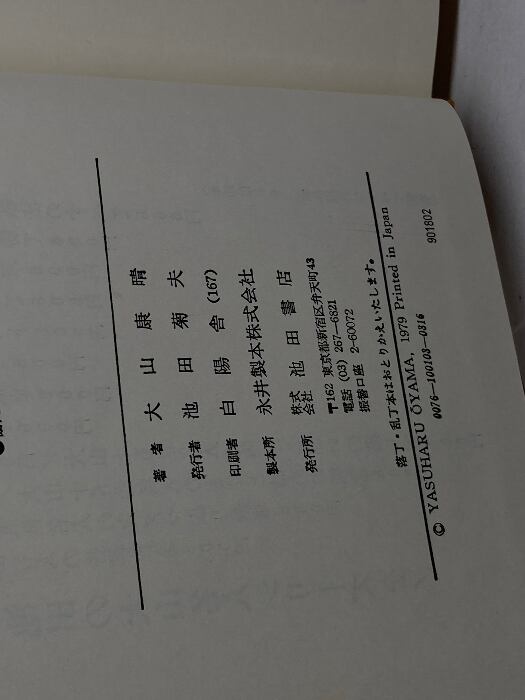 著者 大山康晴
発行者 池田菊夫
印刷者 白陽舎 (167)
製本所 永井製本株式会社
発行所 株式会社 池田書店
〒162 東京都新宿区弁天町43
電話 (03) 267—6821
振替口座 2-60072
落丁・乱丁本はおとりかえいたします。
© YASUHARU ŌYAMA, 1979 Printed in Japan
0076—100103—0316
901802